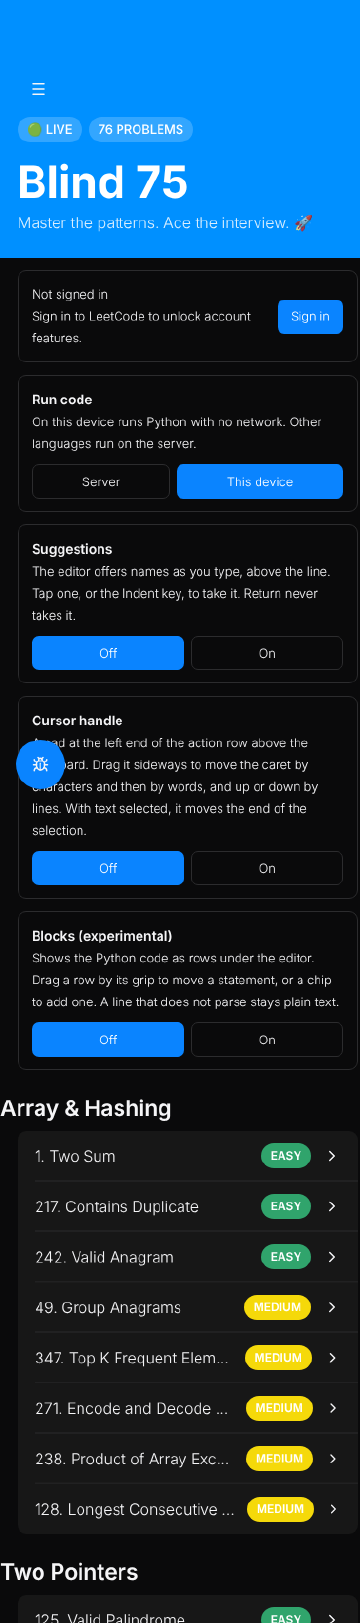 🟢 LIVE
76 PROBLEMS
Blind 75
Master the patterns. Ace the interview. 🚀
Not signed in
Sign in to LeetCode to unlock account
features.
Sign in
Run code
On this device runs Python with no network. Other
languages run on the server.
Server
This device
Suggestions
The editor offers names as you type, above the line.
Tap one, or the Indent key, to take it. Return never
takes it.
Off
On
Cursor handle
at the left end of the action row above the
Drag it sideways to move the caret by
characters and then by words, and up or down by
lines. With text selected, it moves the end of the
selection.
Off
On
Blocks (experimental)
Shows the Python code as rows under the editor.
Drag a row by its grip to move a statement, or a chip
to add one. A line that does not parse stays plain text.
Off
On
Array & Hashing
1. Two Sum
EASY
217. Contains Duplicate
EASY
242. Valid Anagram
EASY
49. Group Anagrams
MEDIUM
347. Top K Frequent Elem...
MEDIUM
271. Encode and Decode ...
MEDIUM
238. Product of Array Exc...
MEDIUM
128. Longest Consecutive ...
MEDIUM
Two Pointers
125. Valid Palindrome
EASY